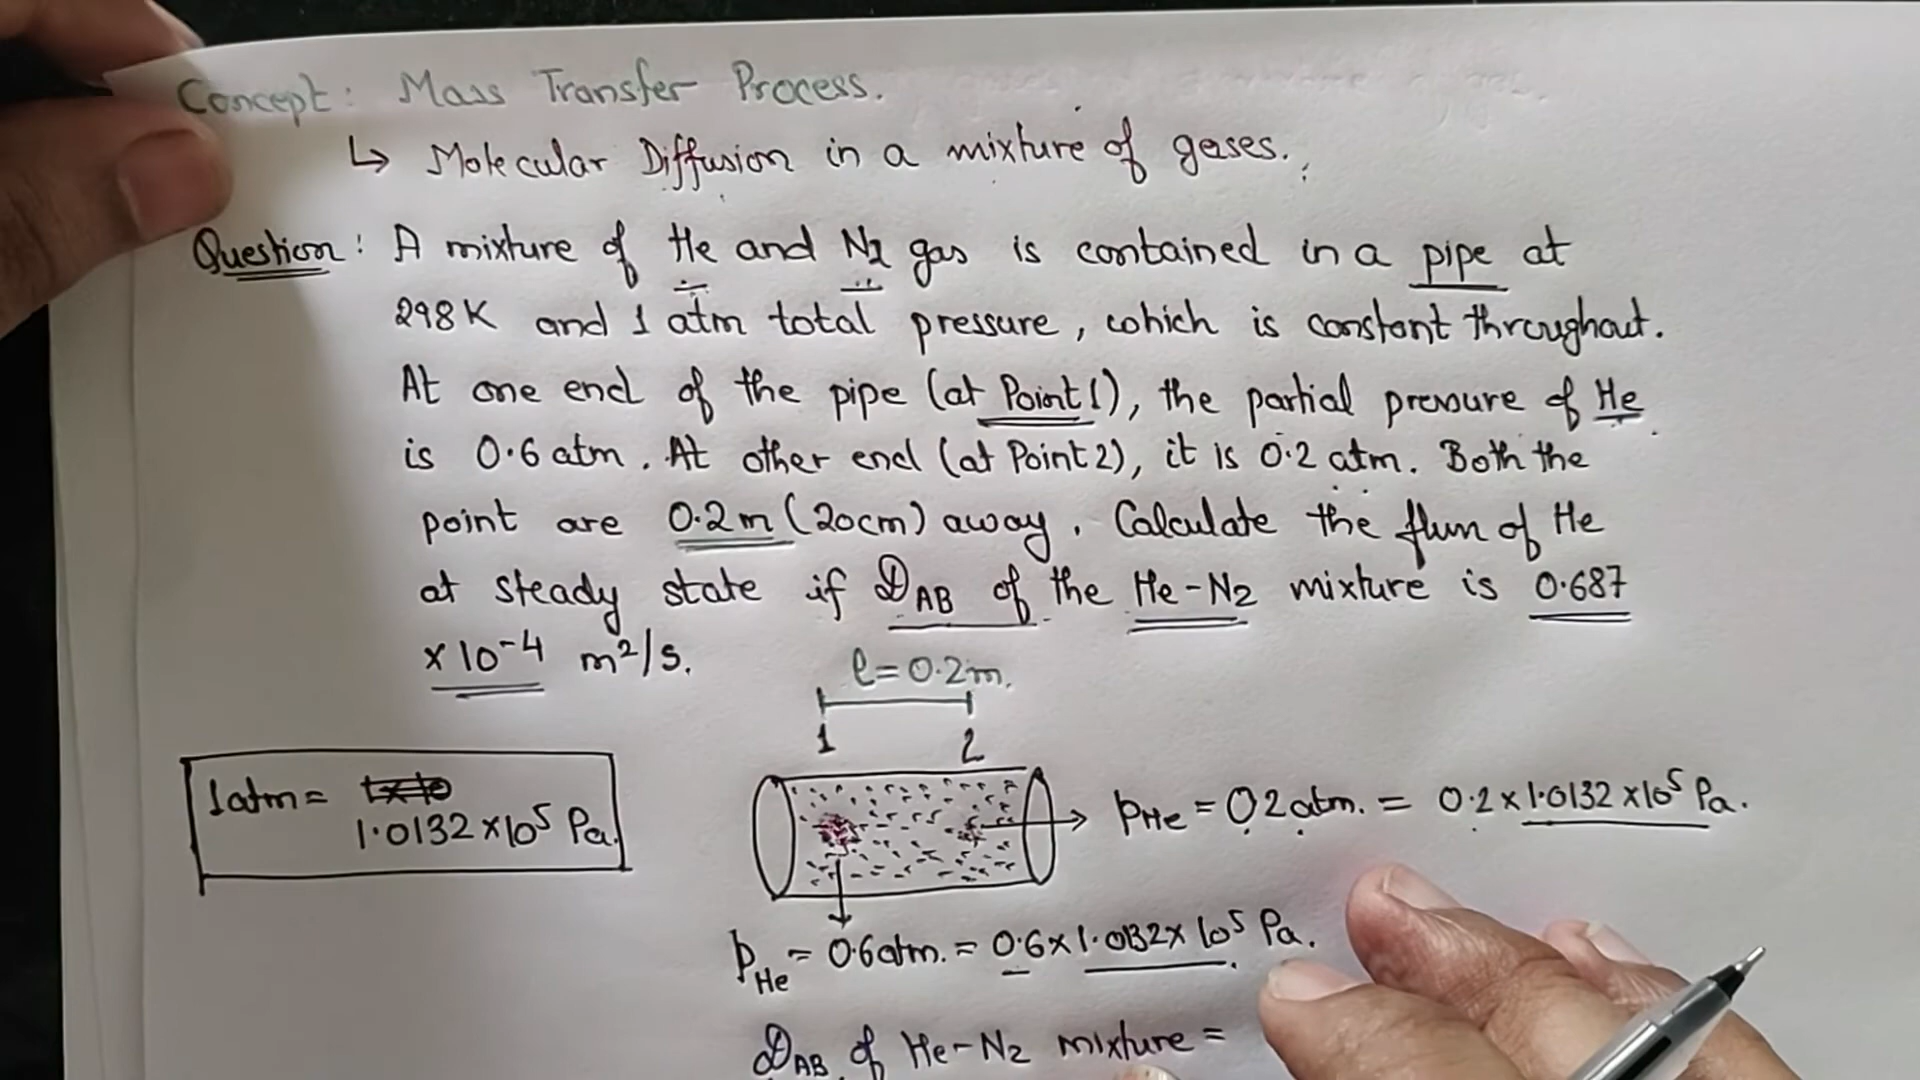 Concept: Mass Transfer Process.
↳ Molecular Diffusion in a mixture of gases.
Question: A mixture of He and N2 gas is contained in a pipe at
298K and 1 atm total pressure, which is constant throughout.
At one end of the pipe (at Point 1), the partial pressure of He
is 0.6 atm. At other end (at Point 2), it is 0.2 atm. Both the
point are 0.2m (20cm) away. Calculate the flux of He
at steady state if DAB of the He-N2 mixture is 0.687
×10⁻⁴ m²/s.
l=0.2m.
1 2
1atm=
1.0132×10⁵ Pa.
PHe = 0.2 atm. = 0.2×1.0132×10⁵ Pa.
PHe = 0.6atm. = 0.6×1.0132×10⁵ Pa.
DAB of He-N2 mixture =